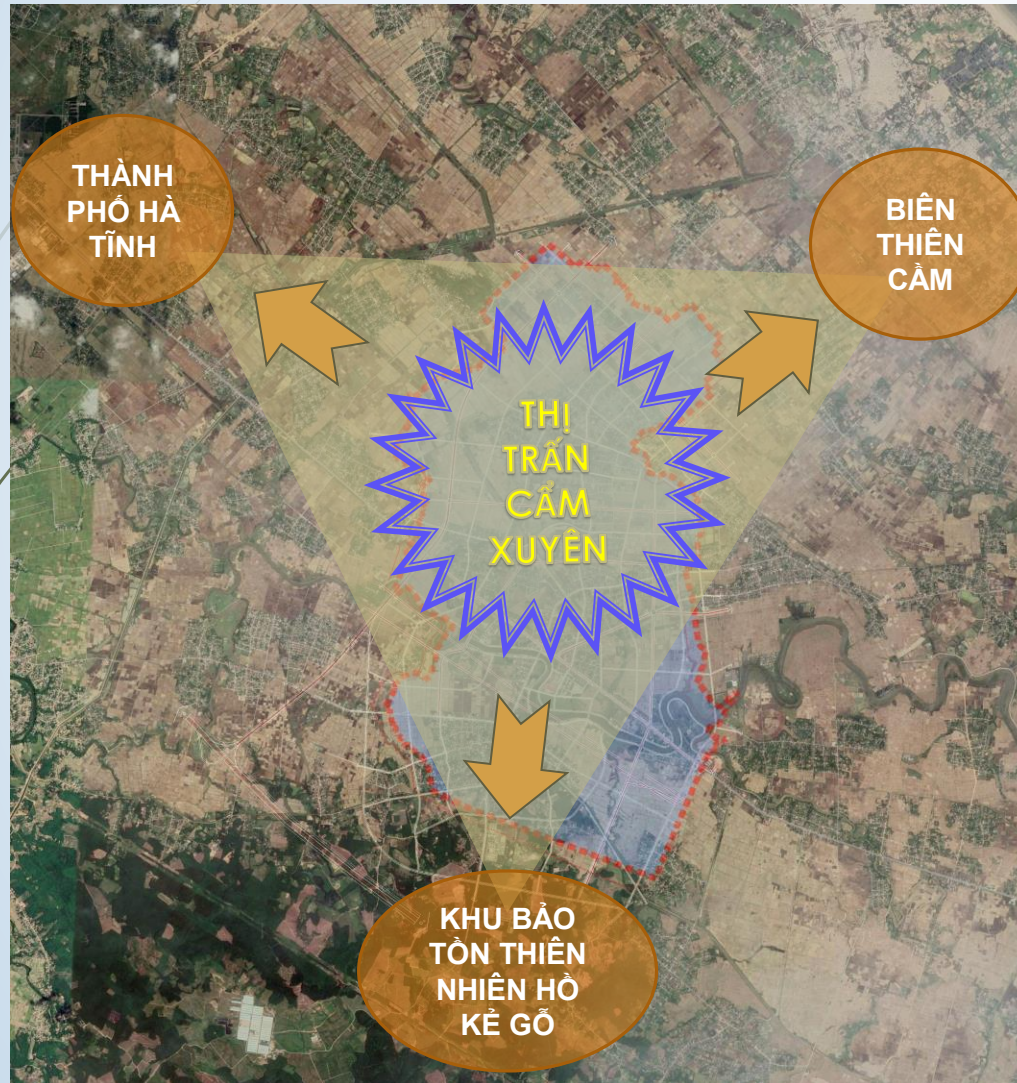 THÀNH
PHỐ HÀ
TĨNH
BIÊN
THIÊN
CẦM
THỊ
TRẤN
CẨM
XUYÊN
KHU BẢO
TỒN THIÊN
NHIÊN HỒ
KẺ GỖ